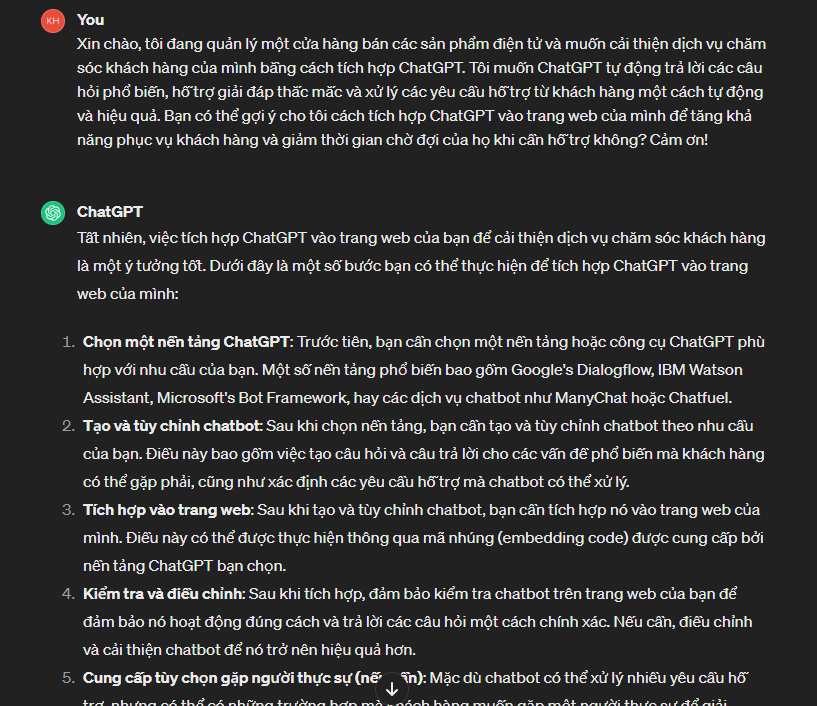 KH You
Xin chào, tôi đang quản lý một cửa hàng bán các sản phẩm điện tử và muốn cải thiện dịch vụ chăm
sóc khách hàng của mình bằng cách tích hợp ChatGPT. Tôi muốn ChatGPT tự động trả lời các câu
hỏi phổ biến, hỗ trợ giải đáp thắc mắc và xử lý các yêu cầu hỗ trợ từ khách hàng một cách tự động
và hiệu quả. Bạn có thể gợi ý cho tôi cách tích hợp ChatGPT vào trang web của mình để tăng khả
năng phục vụ khách hàng và giảm thời gian chờ đợi của họ khi cần hỗ trợ không? Cảm ơn!
ChatGPT
Tất nhiên, việc tích hợp ChatGPT vào trang web của bạn để cải thiện dịch vụ chăm sóc khách hàng
là một ý tưởng tốt. Dưới đây là một số bước bạn có thể thực hiện để tích hợp ChatGPT vào trang
web của mình:
1. Chọn một nền tảng ChatGPT: Trước tiên, bạn cần chọn một nền tảng hoặc công cụ ChatGPT phù
hợp với nhu cầu của bạn. Một số nền tảng phổ biến bao gồm Google's Dialogflow, IBM Watson
Assistant, Microsoft's Bot Framework, hay các dịch vụ chatbot như ManyChat hoặc Chatfuel.
2. Tạo và tùy chỉnh chatbot: Sau khi chọn nền tảng, bạn cần tạo và tùy chỉnh chatbot theo nhu cầu
của bạn. Điều này bao gồm việc tạo câu hỏi và câu trả lời cho các vấn đề phổ biến mà khách hàng
có thể gặp phải, cũng như xác định các yêu cầu hỗ trợ mà chatbot có thể xử lý.
3. Tích hợp vào trang web: Sau khi tạo và tùy chỉnh chatbot, bạn cần tích hợp nó vào trang web của
mình. Điều này có thể được thực hiện thông qua mã nhúng (embedding code) được cung cấp bởi
nền tảng ChatGPT bạn chọn.
4. Kiểm tra và điều chỉnh: Sau khi tích hợp, đảm bảo kiểm tra chatbot trên trang web của bạn để
đảm bảo nó hoạt động đúng cách và trả lời các câu hỏi một cách chính xác. Nếu cần, điều chỉnh
và cải thiện chatbot để nó trở nên hiệu quả hơn.
5. Cung cấp tùy chọn gặp người thực sự: Mặc dù chatbot có thể xử lý nhiều yêu cầu hỗ
trợ, nhưng có thể có những trường hợp mà khách hàng muốn gặp một người thực sự để giải